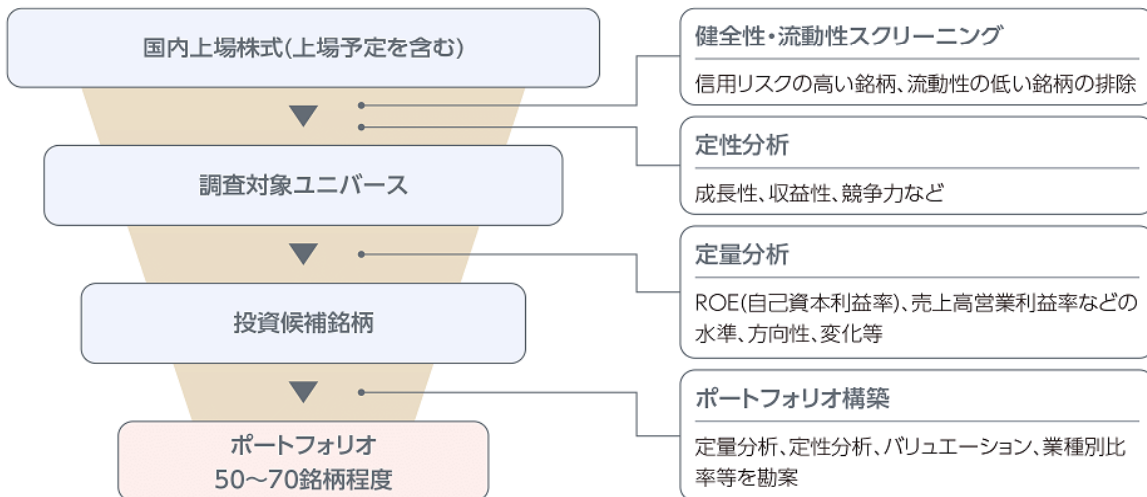 国内上場株式(上場予定を含む)
調査対象ユニバース
投資候補銘柄
ポートフォリオ
50～70銘柄程度
健全性・流動性スクリーニング
信用リスクの高い銘柄、流動性の低い銘柄の排除
定性分析
成長性、収益性、競争力など
定量分析
ROE(自己資本利益率)、売上高営業利益率などの
水準、方向性、変化等
ポートフォリオ構築
定量分析、定性分析、バリュエーション、業種別比
率等を勘案